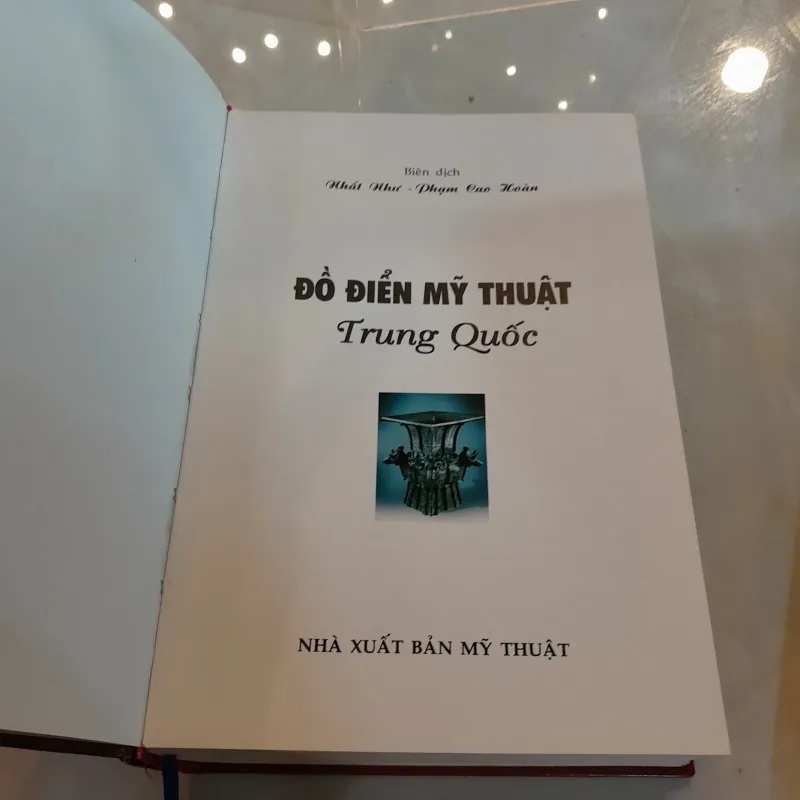 Biên dịch
Nhất Như - Phạm Cao Hoàn
ĐỒ ĐIỂN MỸ THUẬT
Trung Quốc
NHÀ XUẤT BẢN MỸ THUẬT